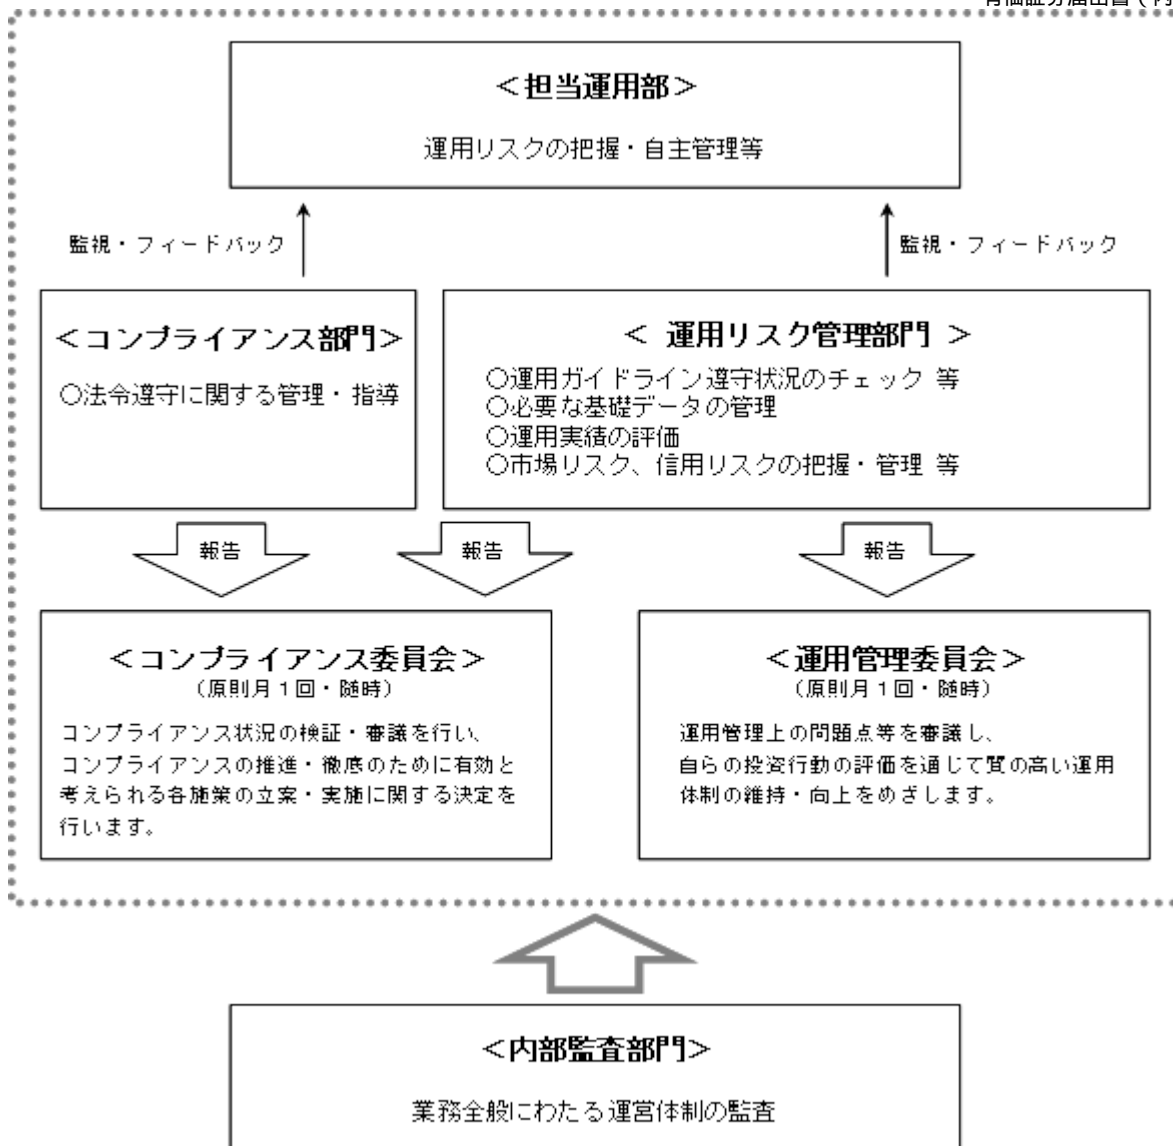 ＜担当運用部＞
運用リスクの把握・自主管理等
監視・フィードバック
監視・フィードバック
＜コンプライアンス部門＞
○法令遵守に関する管理・指導
＜ 運用リスク管理部門 ＞
○運用ガイドライン遵守状況のチェック 等
○必要な基礎データの管理
○運用実績の評価
○市場リスク、信用リスクの把握・管理 等
報告
報告
報告
＜コンプライアンス委員会＞
（原則月１回・随時）
コンプライアンス状況の検証・審議を行い、
コンプライアンスの推進・徹底のために有効と
考えられる各施策の立案・実施に関する決定を
行います。
＜運用管理委員会＞
（原則月１回・随時）
運用管理上の問題点等を審議し、
自らの投資行動の評価を通じて質の高い運用
体制の維持・向上をめざします。
＜内部監査部門＞
業務全般にわたる運営体制の監査